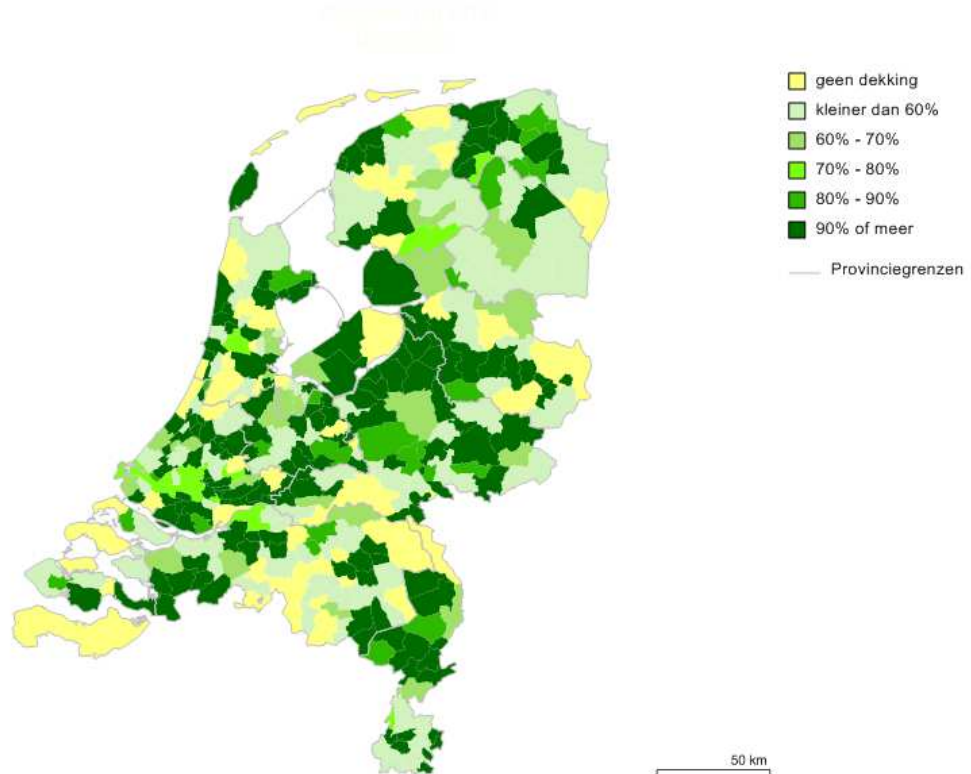 geen dekking
kleiner dan 60%
60% - 70%
70% - 80%
80% - 90%
90% of meer
Provinciegrenzen
50 km